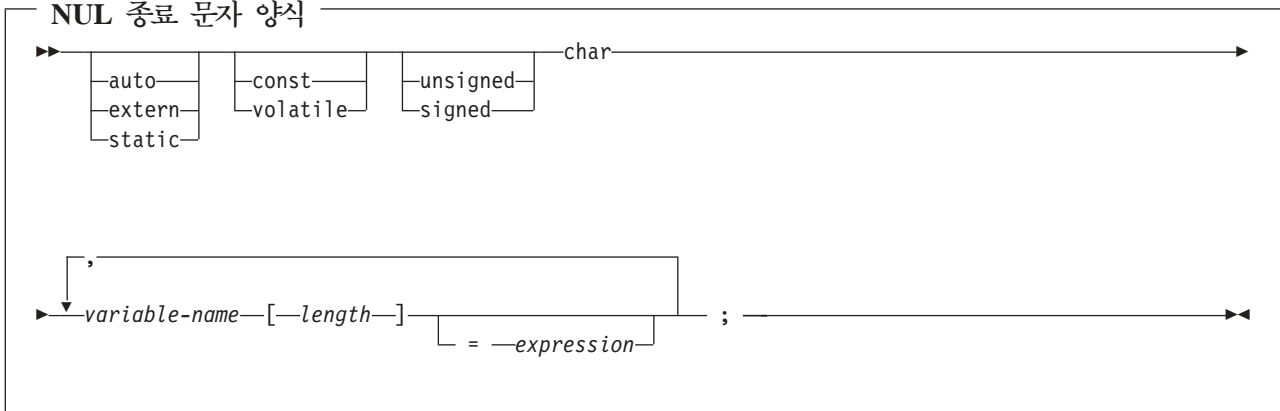 NUL 종료 문자 양식
char
auto const unsigned
extern volatile signed
static
,
variable-name [ length ] ;
= expression